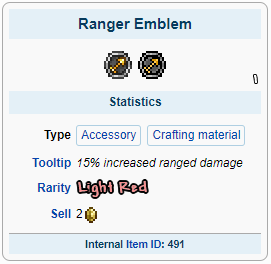 Ranger Emblem
Statistics
Type Accessory Crafting material
Tooltip 15% increased ranged damage
Rarity Light Red
Sell 2
Internal Item ID: 491